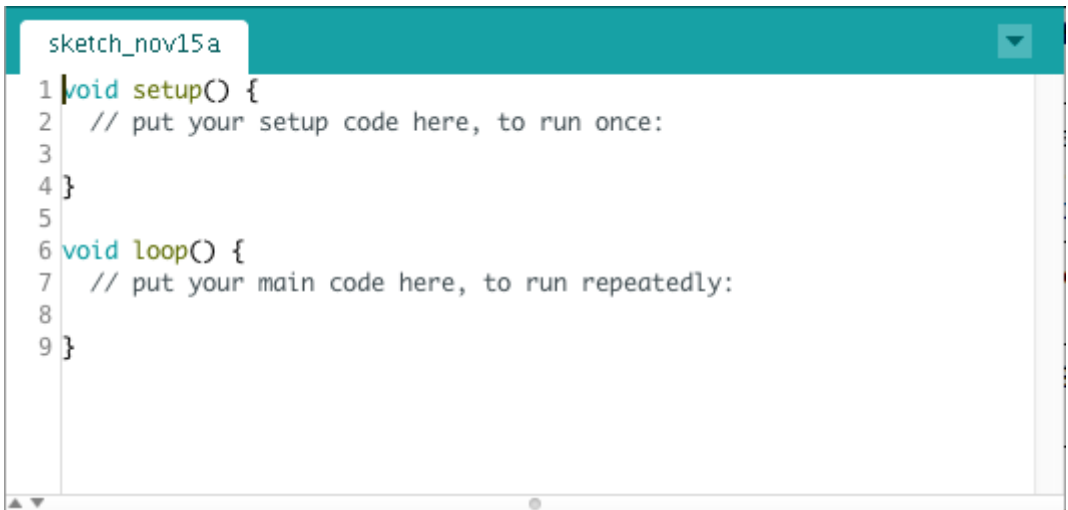 sketch_nov15a
1 void setup() {
2   // put your setup code here, to run once:
3
4 }
5
6 void loop() {
7   // put your main code here, to run repeatedly:
8
9 }